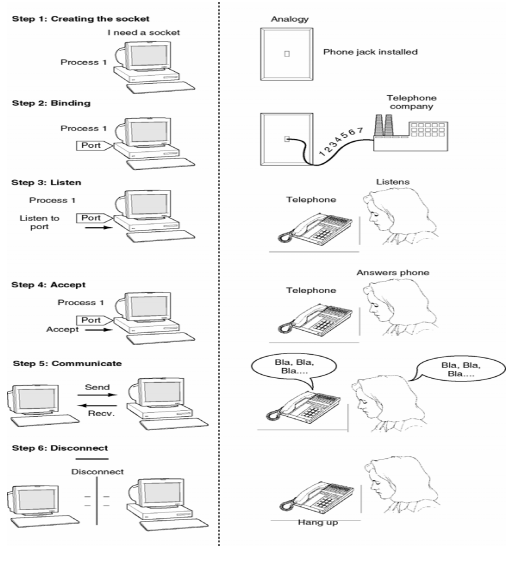 Step 1: Creating the socket
I need a socket
Process 1
Analogy
Phone jack installed
Step 2: Binding
Process 1
Port
Telephone
company
1234567
Step 3: Listen
Process 1
Listen to
port
Port
Listens
Telephone
Step 4: Accept
Process 1
Port
Accept
Answers phone
Telephone
Step 5: Communicate
Send
Recv.
Bla, Bla,
Bla....
Bla, Bla,
Bla....
Step 6: Disconnect
Disconnect
Hang up